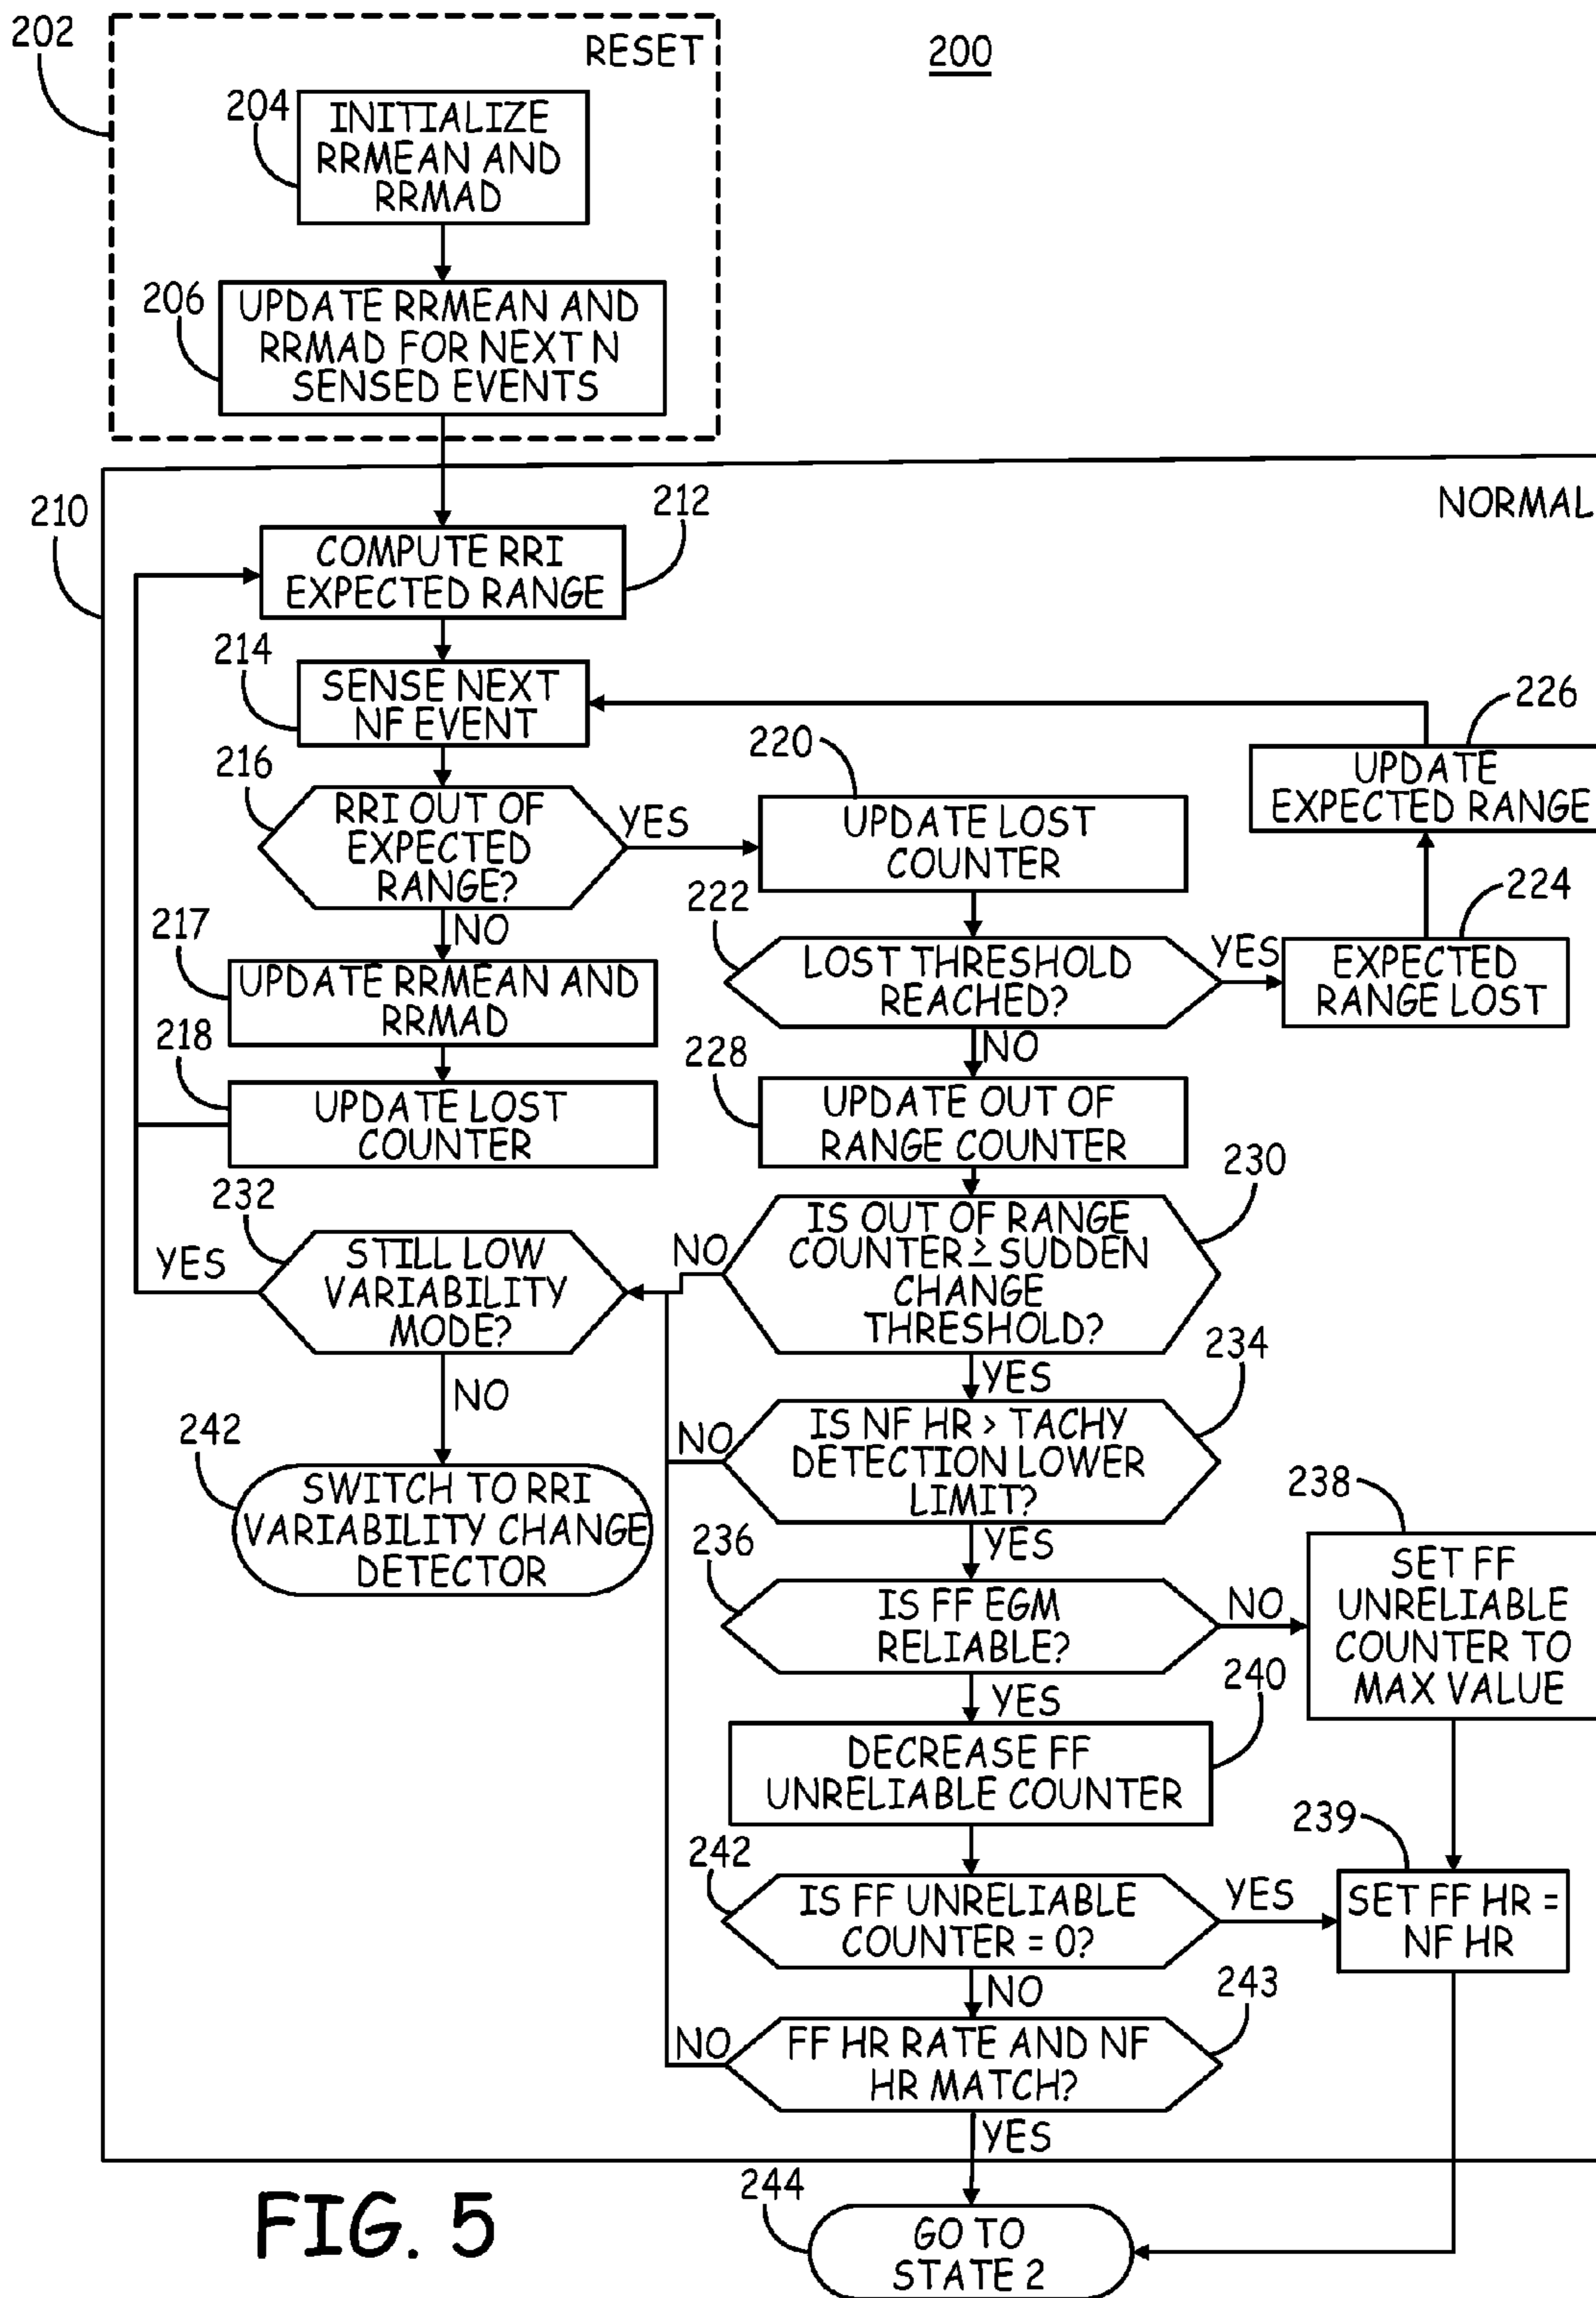 202
RESET
200
204
INITIALIZE
RRMEAN AND
RRMAD
206
UPDATE RRMEAN AND
RRMAD FOR NEXT N
SENSED EVENTS
210
NORMAL
212
COMPUTE RRI
EXPECTED RANGE
214
SENSE NEXT
NF EVENT
226
UPDATE
EXPECTED RANGE
216
RRI OUT OF
EXPECTED
RANGE?
YES
220
UPDATE LOST
COUNTER
NO
217
UPDATE RRMEAN AND
RRMAD
222
LOST THRESHOLD
REACHED?
YES
224
EXPECTED
RANGE LOST
NO
218
UPDATE LOST
COUNTER
228
UPDATE OUT OF
RANGE COUNTER
230
IS OUT OF RANGE
COUNTER ≥ SUDDEN
CHANGE
THRESHOLD?
NO
232
STILL LOW
VARIABILITY
MODE?
YES
NO
YES
234
IS NF HR > TACHY
DETECTION LOWER
LIMIT?
NO
242
SWITCH TO RRI
VARIABILITY CHANGE
DETECTOR
YES
236
IS FF EGM
RELIABLE?
NO
238
SET FF
UNRELIABLE
COUNTER TO
MAX VALUE
YES
240
DECREASE FF
UNRELIABLE COUNTER
239
SET FF HR =
NF HR
242
IS FF UNRELIABLE
COUNTER = 0?
YES
NO
243
FF HR RATE AND NF
HR MATCH?
NO
YES
244
GO TO
STATE 2
FIG. 5